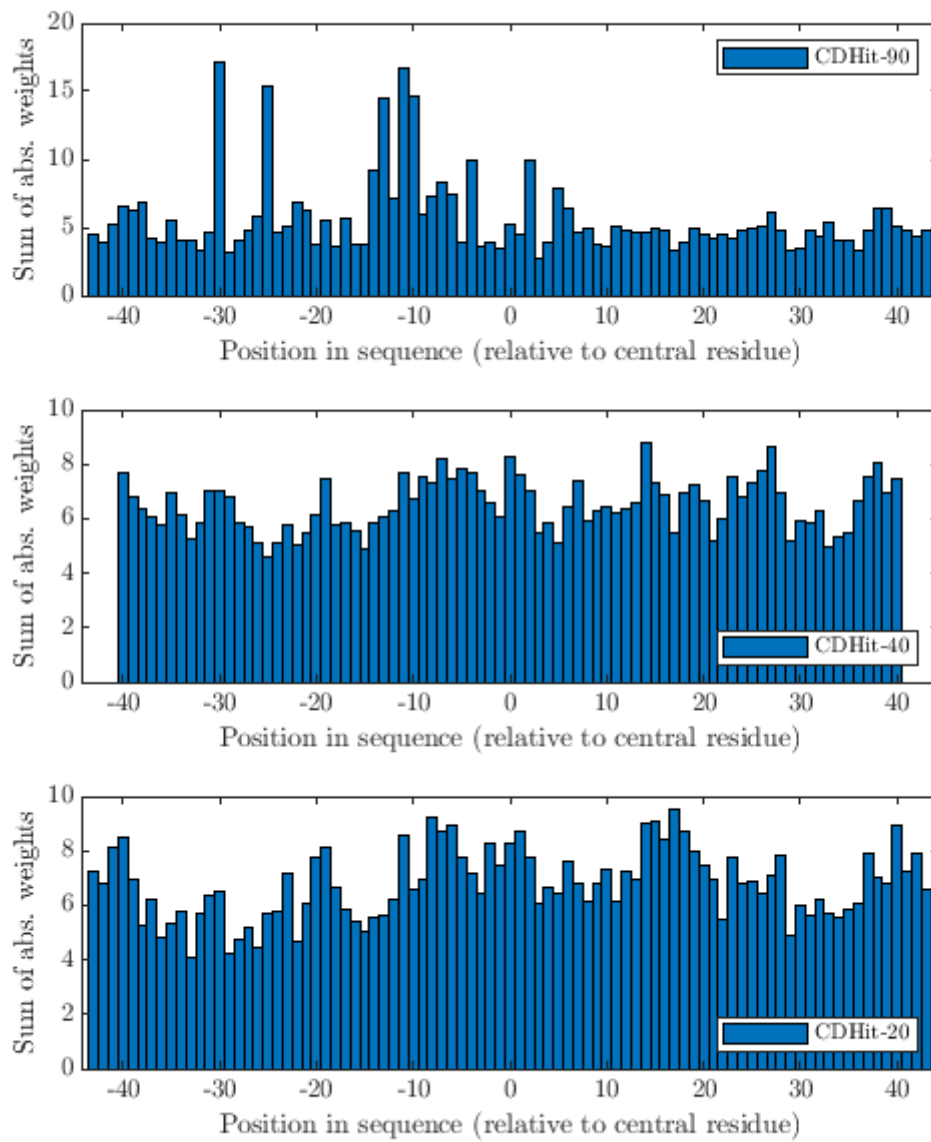 20
15
10
5
0
Sum of abs. weights
CDHit-90
-40 -30 -20 -10 0 10 20 30 40
Position in sequence (relative to central residue)
10
8
6
4
2
0
Sum of abs. weights
CDHit-40
-40 -30 -20 -10 0 10 20 30 40
Position in sequence (relative to central residue)
10
8
6
4
2
0
Sum of abs. weights
CDHit-20
-40 -30 -20 -10 0 10 20 30 40
Position in sequence (relative to central residue)